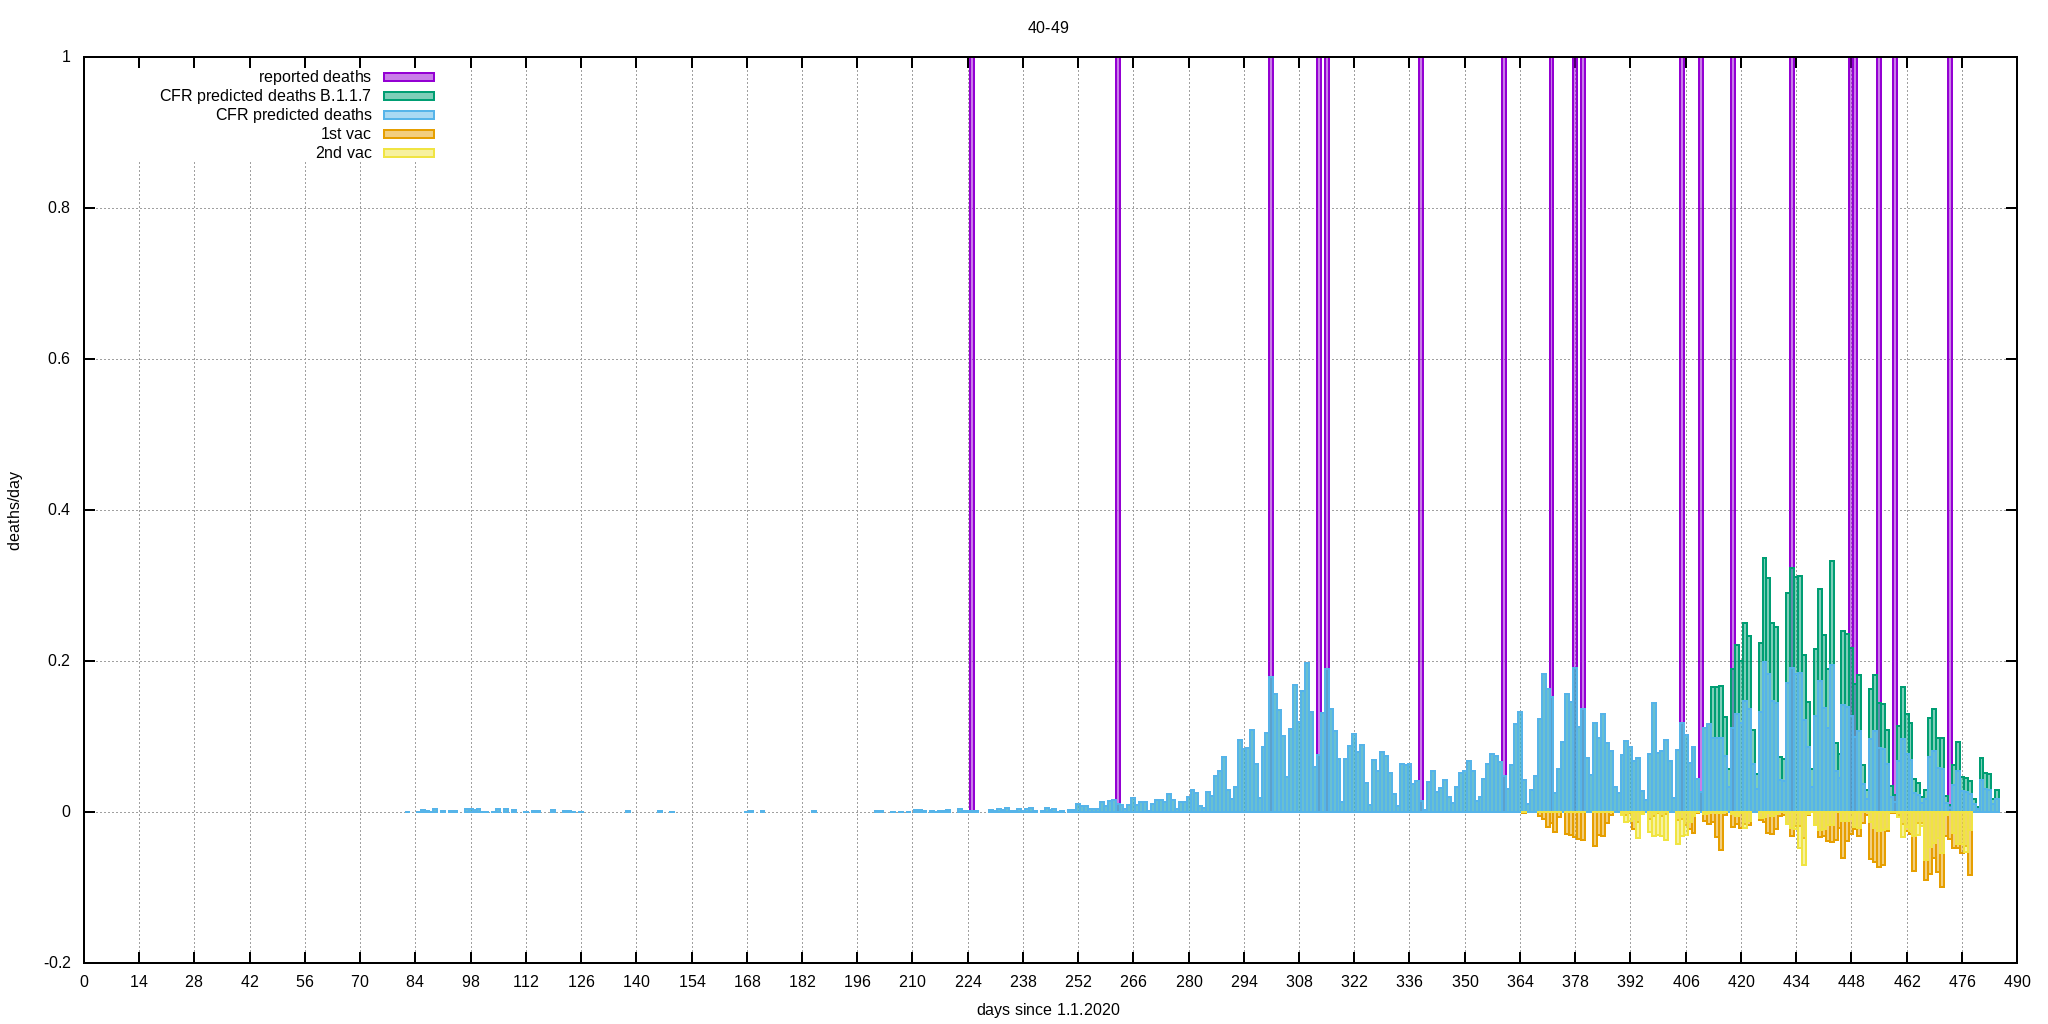 40-49
1
reported deaths
CFR predicted deaths B.1.1.7
CFR predicted deaths
1st vac
2nd vac
0.8
0.6
0.4
0.2
0
-0.2
deaths/day
0 14 28 42 56 70 84 98 112 126 140 154 168 182 196 210 224 238 252 266 280 294 308 322 336 350 364 378 392 406 420 434 448 462 476 490
days since 1.1.2020